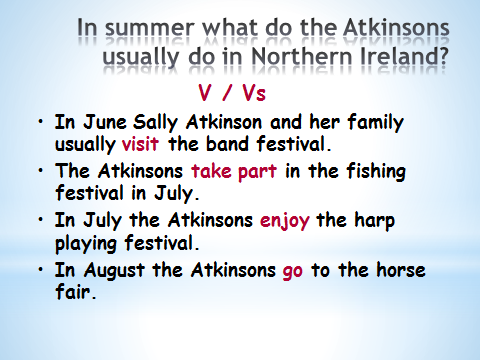 In summer what do the Atkinsons
usually do in Northern Ireland?
V / Vs
• In June Sally Atkinson and her family
usually visit the band festival.
• The Atkinsons take part in the fishing
festival in July.
• In July the Atkinsons enjoy the harp
playing festival.
• In August the Atkinsons go to the horse
fair.